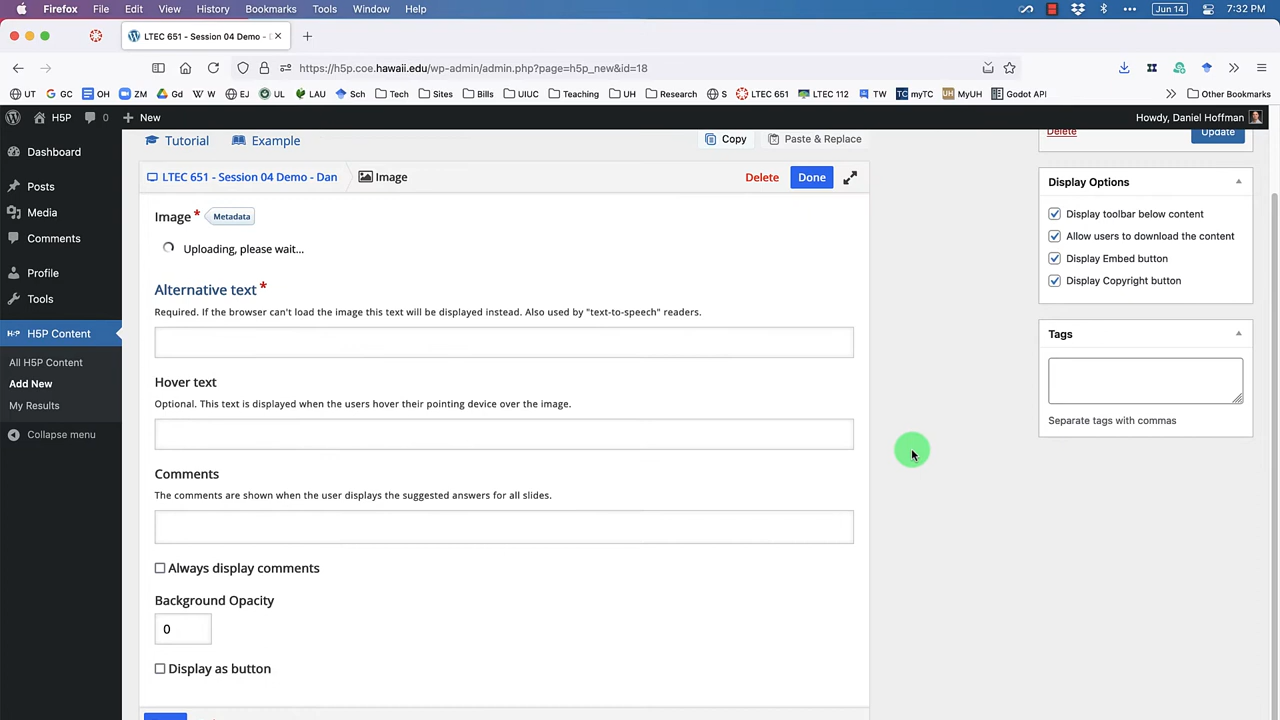 Firefox File Edit View History Bookmarks Tools Window Help Jun 14 7:32 PM
LTEC 651 - Session 04 Demo -
https://h5p.coe.hawaii.edu/wp-admin/admin.php?page=h5p_new&id=18
UT GC OH ZM Gd W EJ UL LAU Sch Tech Sites Bills UIUC Teaching UH Research S LTEC 651 LTEC 112 TW myTC MyUH Godot API Other Bookmarks
H5P 0 New Howdy, Daniel Hoffman
Dashboard
Posts
Media
Comments
Profile
Tools
H5P Content
All H5P Content
Add New
My Results
Collapse menu
Tutorial Example Copy Paste & Replace
LTEC 651 - Session 04 Demo - Dan Image Delete Done
Image * Metadata
Uploading, please wait...
Alternative text *
Required. If the browser can't load the image this text will be displayed instead. Also used by "text-to-speech" readers.
Hover text
Optional. This text is displayed when the users hover their pointing device over the image.
Comments
The comments are shown when the user displays the suggested answers for all slides.
Always display comments
Background Opacity
0
Display as button
Delete Update
Display Options
Display toolbar below content
Allow users to download the content
Display Embed button
Display Copyright button
Tags
Separate tags with commas